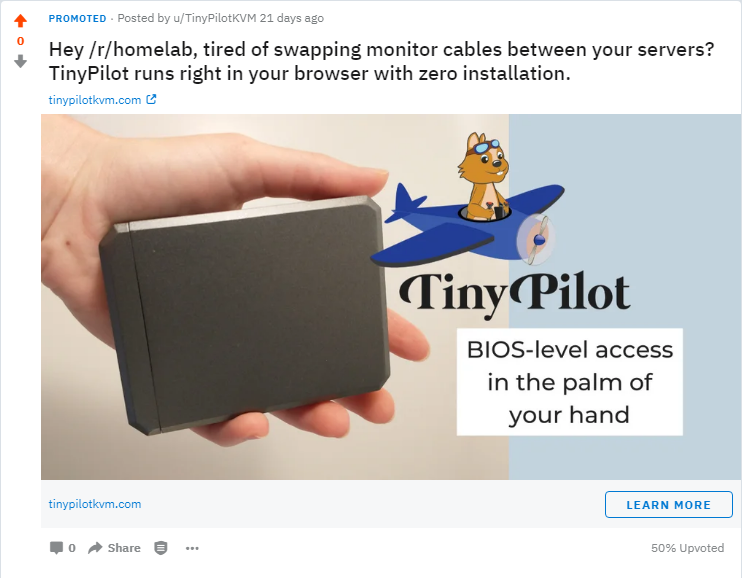 PROMOTED · Posted by u/TinyPilotKVM 21 days ago
0
Hey /r/homelab, tired of swapping monitor cables between your servers?
TinyPilot runs right in your browser with zero installation.
tinypilotkvm.com
TinyPilot
BIOS-level access
in the palm of
your hand
tinypilotkvm.com
LEARN MORE
0 Share ··· 50% Upvoted